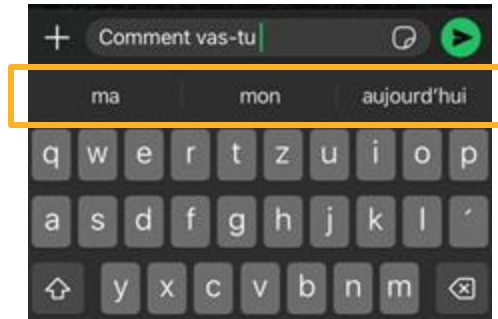 Comment vas-tu
ma mon aujourd'hui
q w e r t z u i o p
a s d f g h j k l ´
y x c v b n m